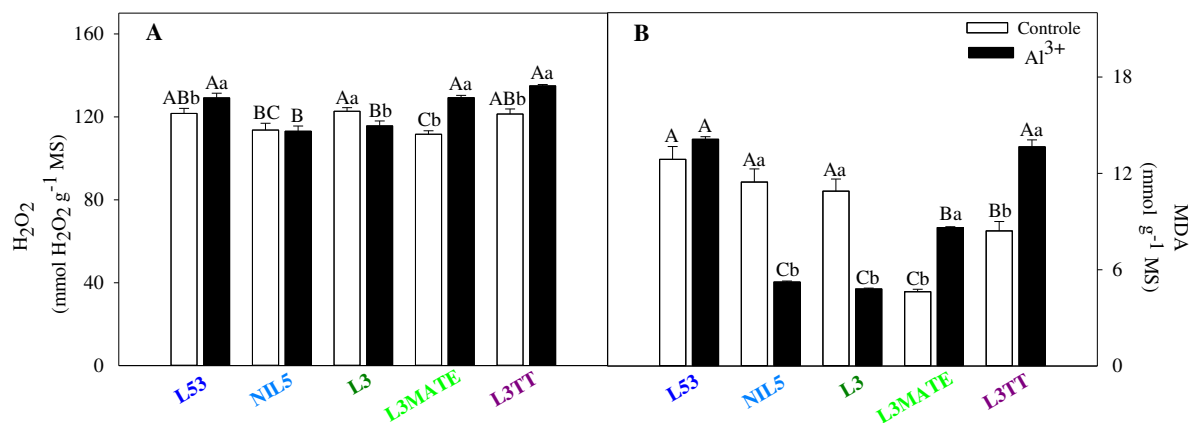 A
B
Controle
Al3+
160
120
80
40
0
H2O2
(mmol H2O2 g-1 MS)
ABb Aa BC B Aa Bb Cb Aa ABb Aa
L53 NIL5 L3 L3MATE L3TT
A A Aa Cb Aa Cb Cb Ba Bb Aa
L53 NIL5 L3 L3MATE L3TT
18
12
6
0
MDA
(mmol g-1 MS)